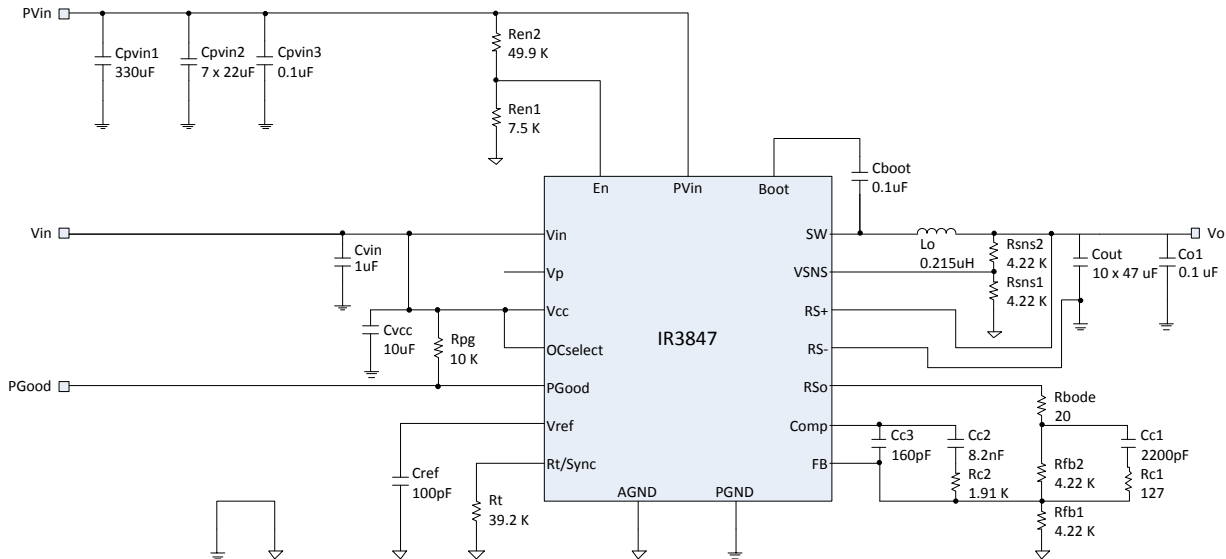 PVin
Cpvin1
330uF
Cpvin2
7 x 22uF
Cpvin3
0.1uF
Ren2
49.9 K
Ren1
7.5 K
Cboot
0.1uF
En
PVin
Boot
Vin
Vin
Cvin
1uF
Vp
Vcc
Cvcc
10uF
Rpg
10 K
OCselect
PGood
PGood
Vref
Cref
100pF
Rt/Sync
Rt
39.2 K
IR3847
AGND
PGND
SW
Lo
0.215uH
VSNS
Rsns2
4.22 K
Rsns1
4.22 K
Cout
10 x 47 uF
Co1
0.1 uF
Vo
RS+
RS-
RSo
Rbode
20
Comp
Cc3
160pF
Cc2
8.2nF
Cc1
2200pF
FB
Rc2
1.91 K
Rfb2
4.22 K
Rc1
127
Rfb1
4.22 K